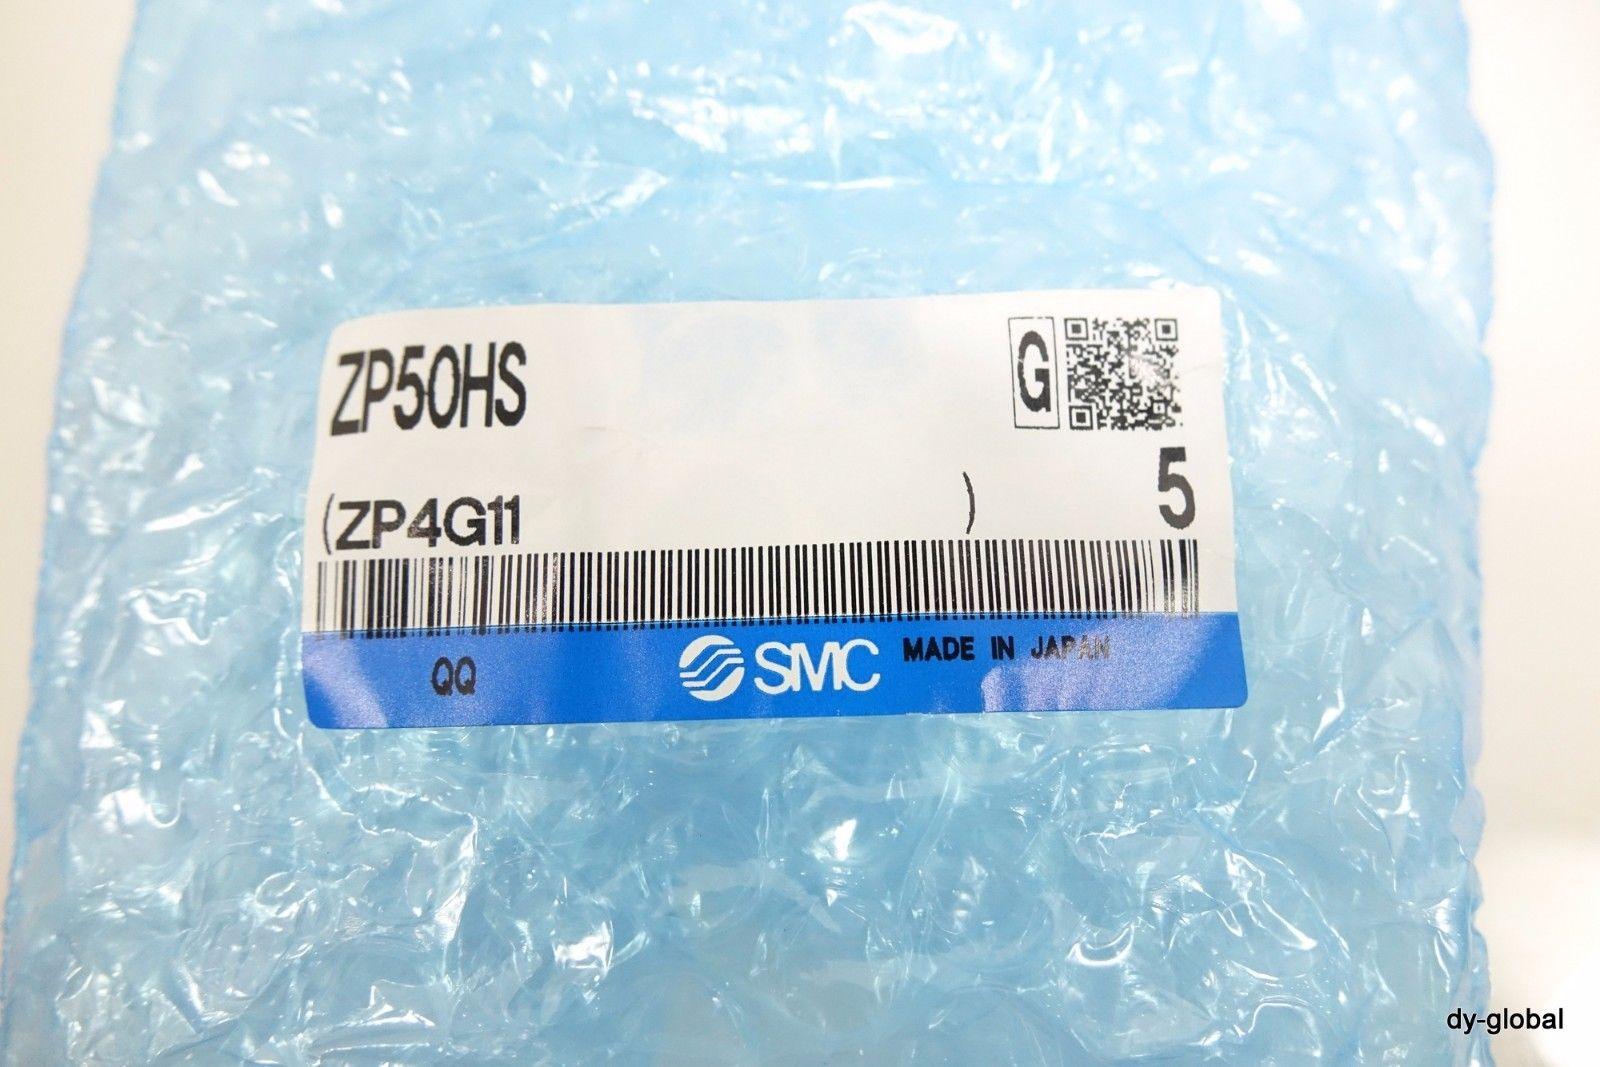 ZP50HS
G
5
(ZP4G11 )
QQ
SMC MADE IN JAPAN
dy-global